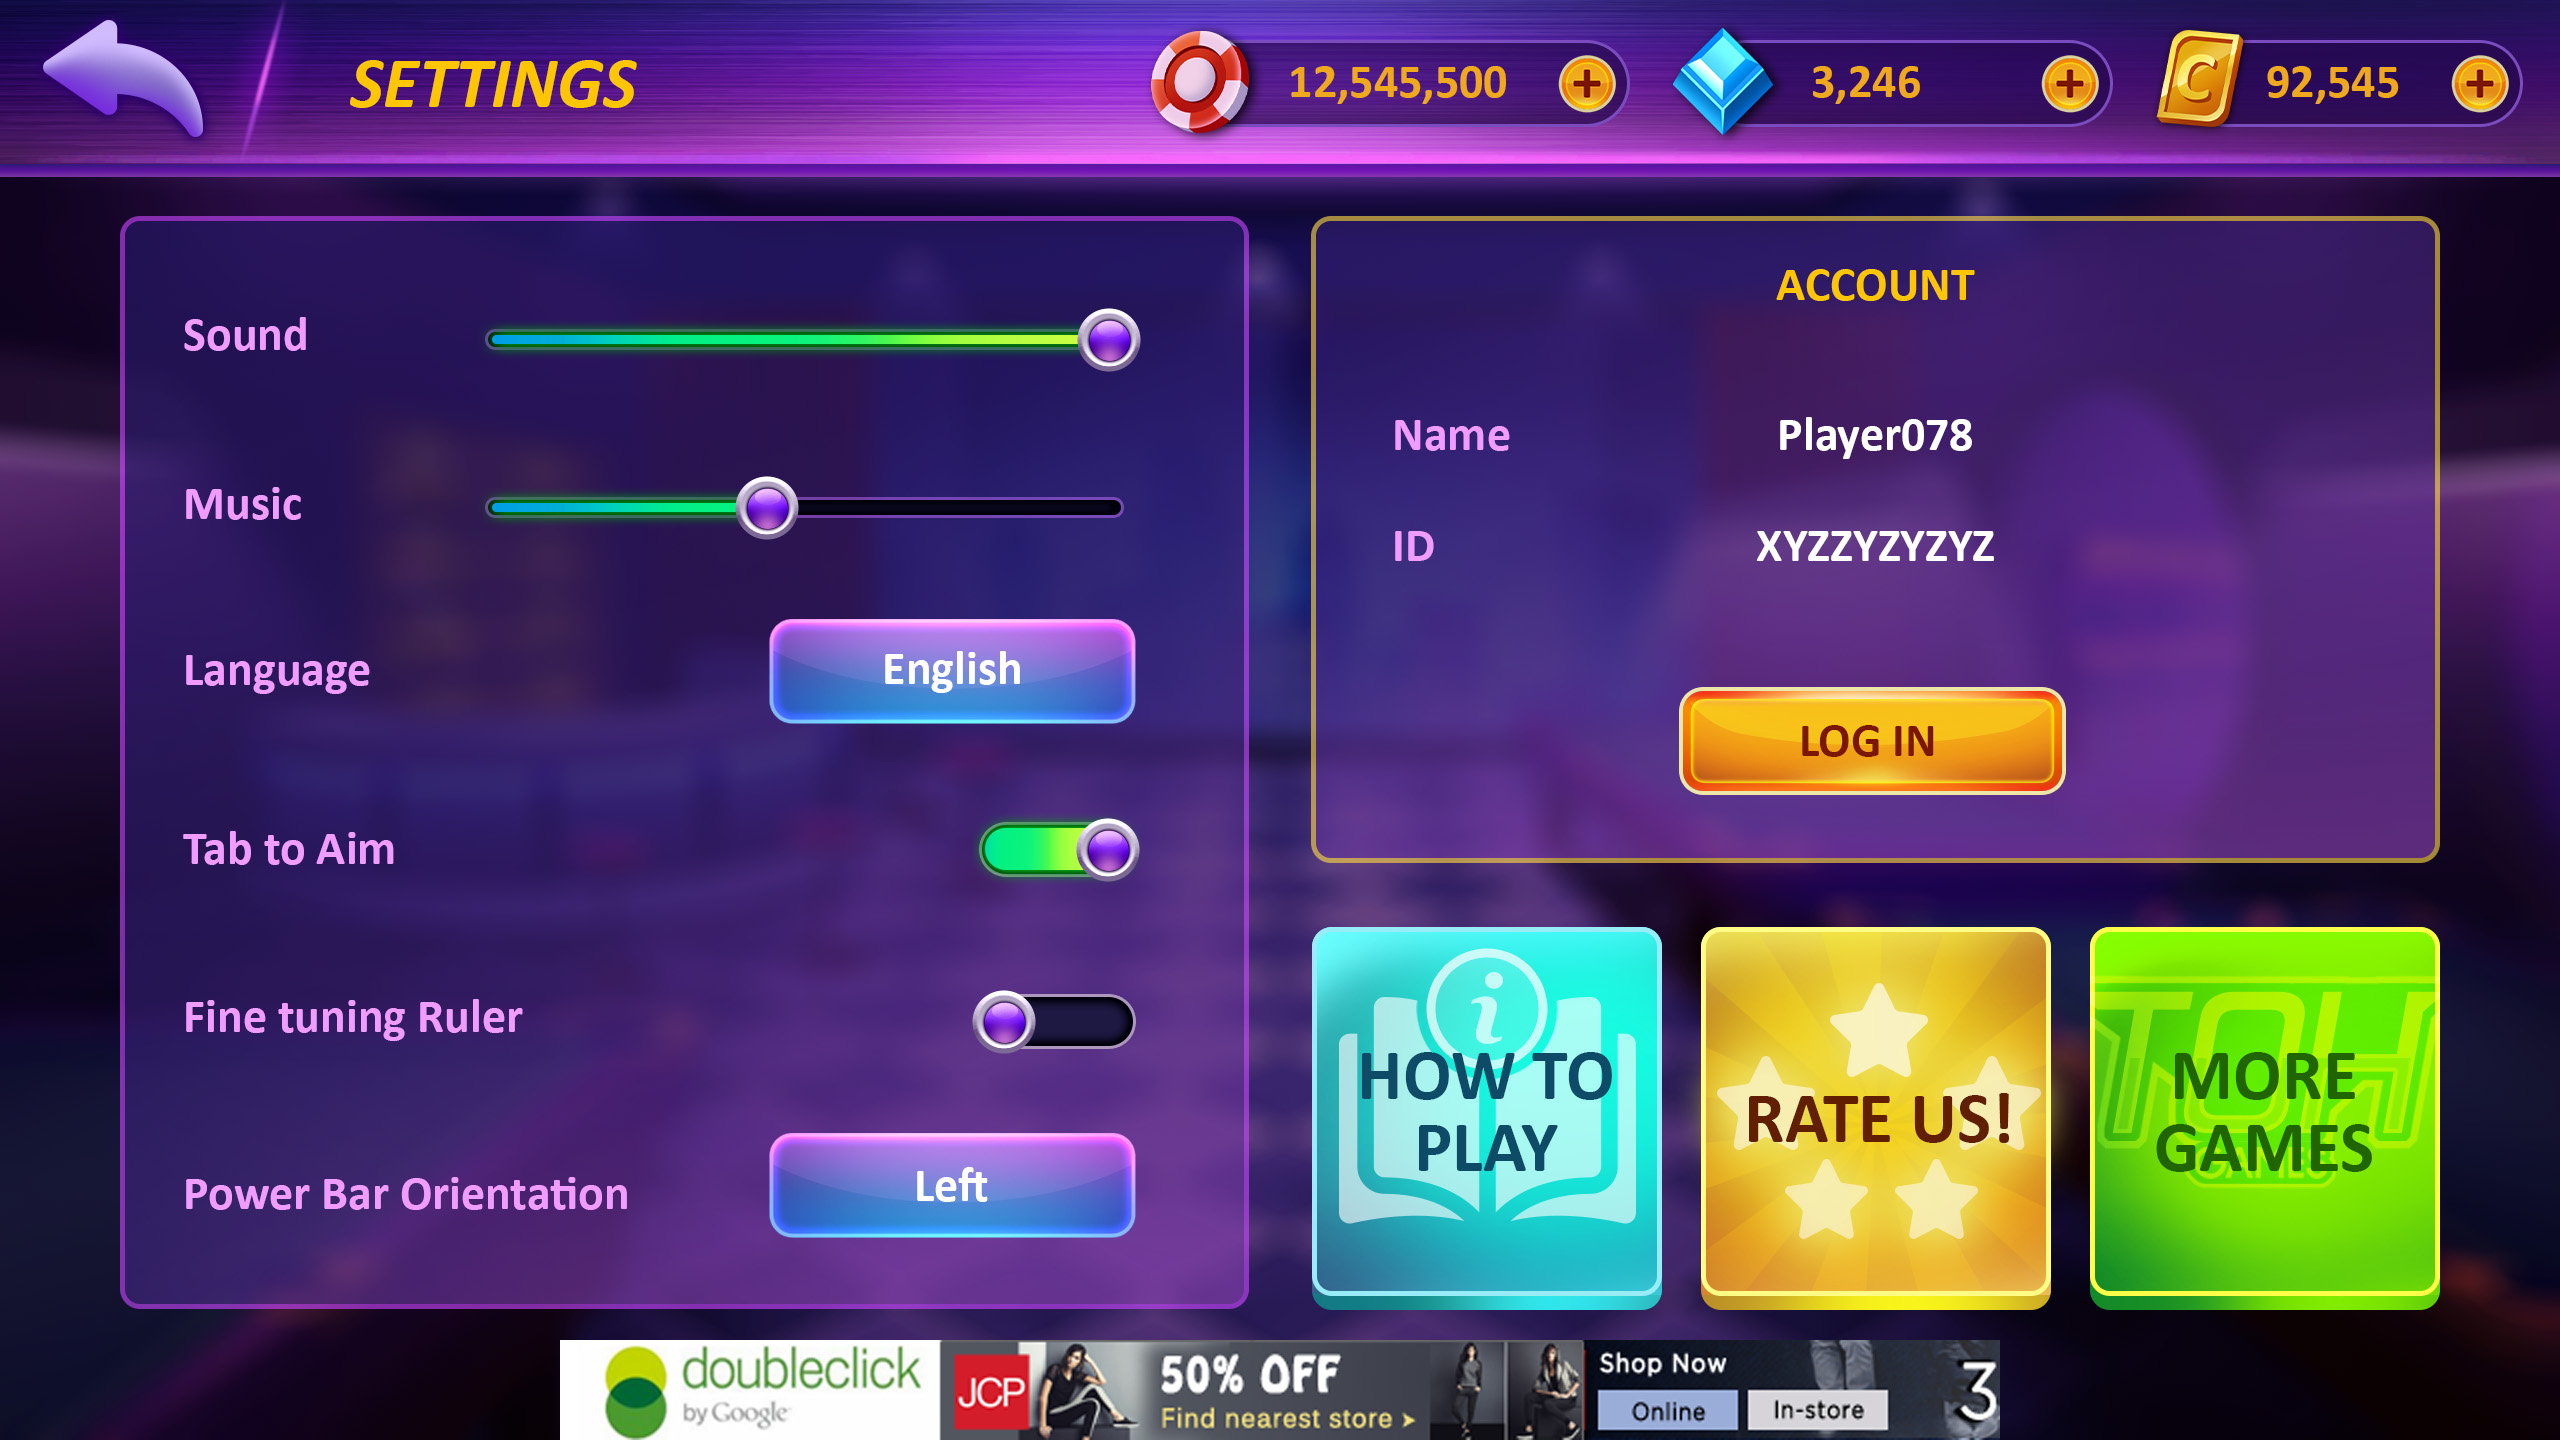 SETTINGS
12,545,500
3,246
C
92,545
Sound
Music
Language
English
Tab to Aim
Fine tuning Ruler
Power Bar Orientation
Left
ACCOUNT
Name
Player078
ID
XYZZYZYZYZ
LOG IN
i
HOW TO
PLAY
RATE US!
TOH
GAMES
MORE
GAMES
doubleclick
by Google
JCP
50% OFF
Find nearest store
Shop Now
Online
In-store
3